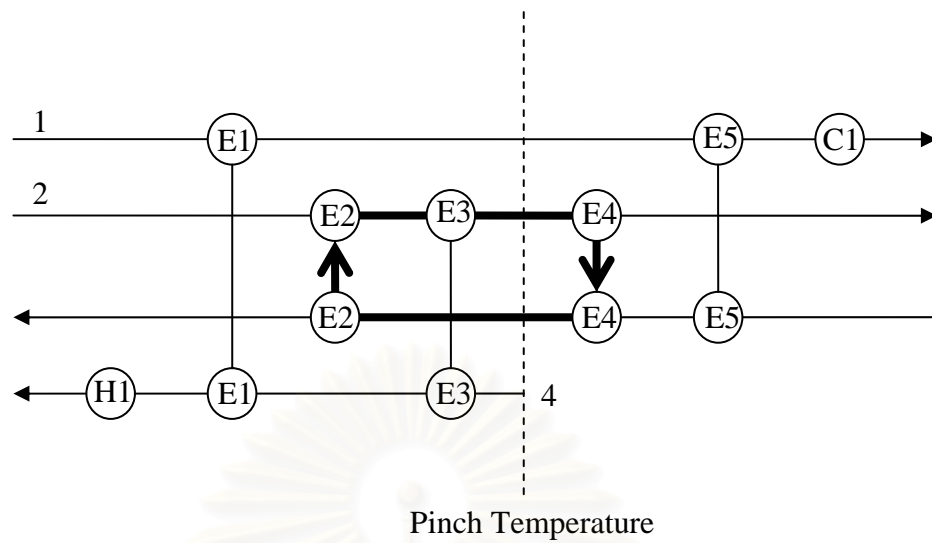 1 E1 E5 C1
2 E2 E3 E4
E2 E4 E5
H1 E1 E3 4
Pinch Temperature